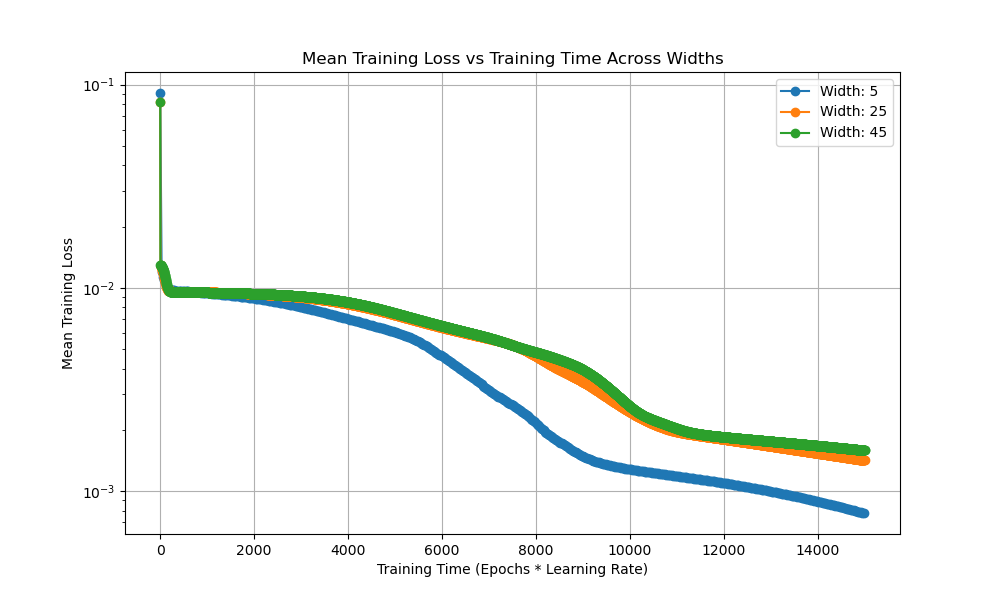 Mean Training Loss vs Training Time Across Widths
Mean Training Loss
10⁻¹
10⁻²
10⁻³
Width: 5
Width: 25
Width: 45
0 2000 4000 6000 8000 10000 12000 14000
Training Time (Epochs * Learning Rate)